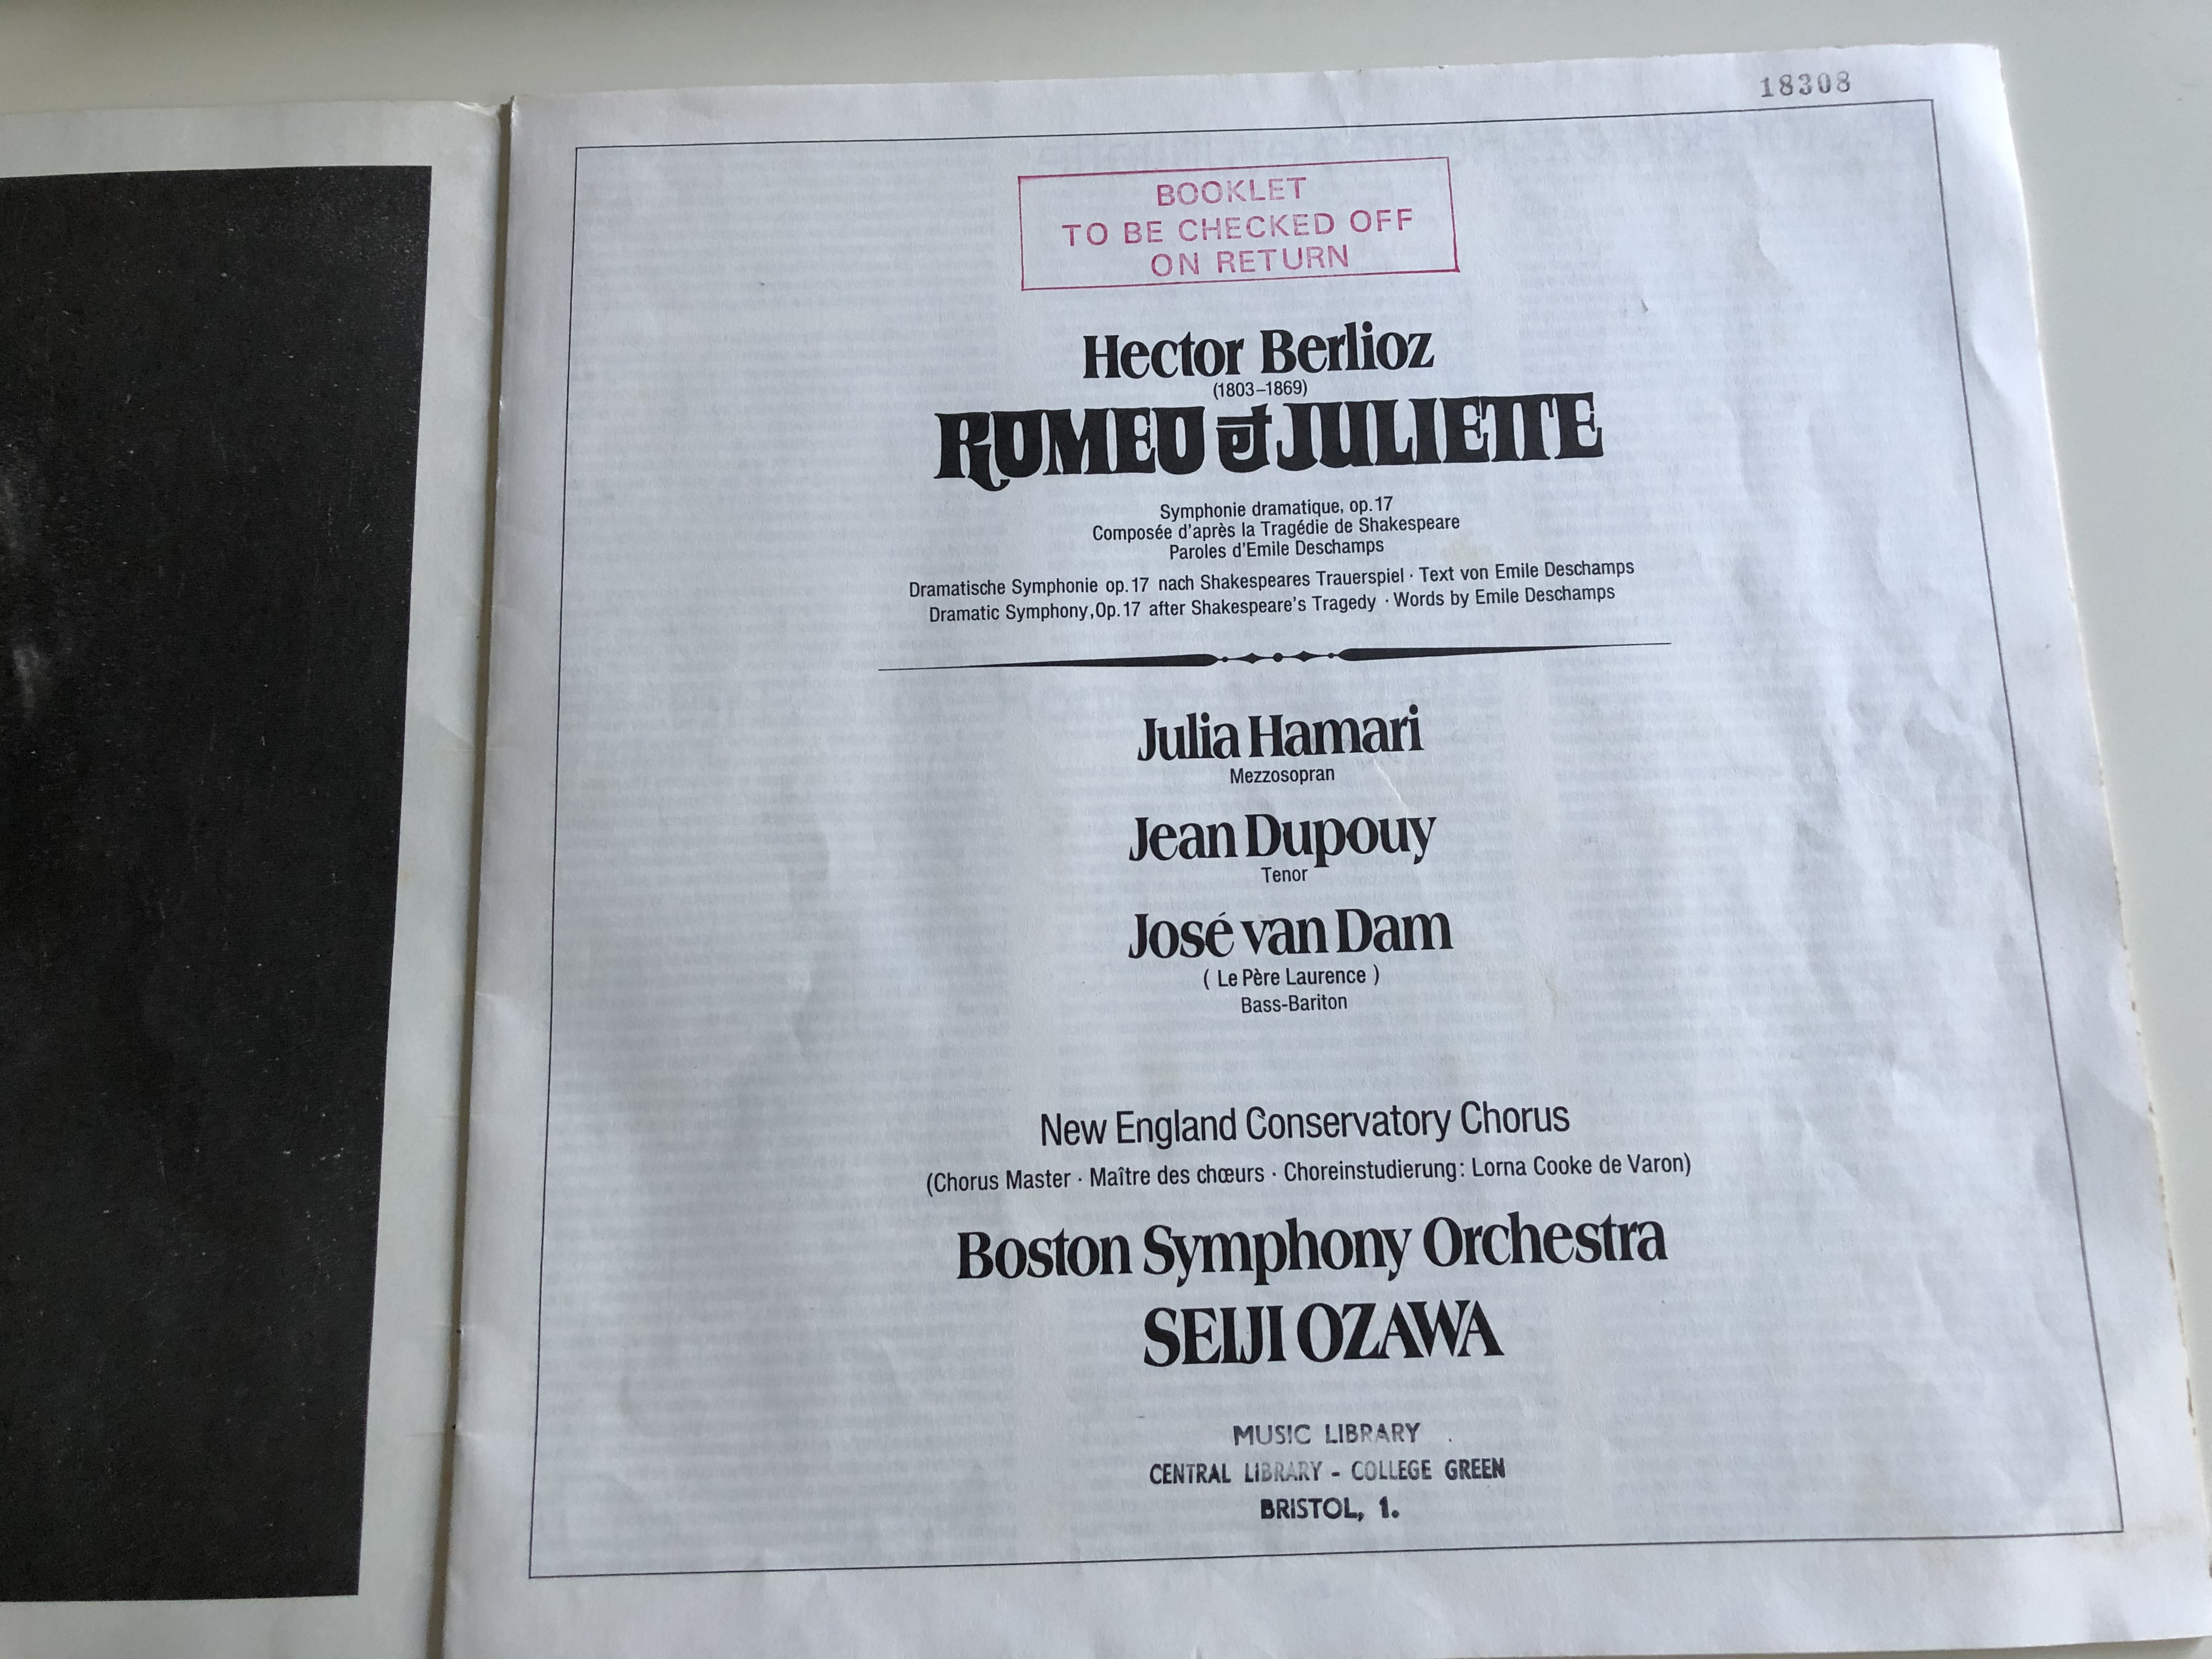 18308
BOOKLET
TO BE CHECKED OFF
ON RETURN
Hector Berlioz
(1803–1869)
ROMEO et JULIETTE
Symphonie dramatique, op.17
Composée d'après la Tragédie de Shakespeare
Paroles d'Emile Deschamps
Dramatische Symphonie op.17 nach Shakespeares Trauerspiel · Text von Emile Deschamps
Dramatic Symphony,Op.17 after Shakespeare's Tragedy · Words by Emile Deschamps
Julia Hamari
Mezzosopran
Jean Dupouy
Tenor
José van Dam
( Le Père Laurence )
Bass-Bariton
New England Conservatory Chorus
(Chorus Master · Maître des chœurs · Choreinstudierung: Lorna Cooke de Varon)
Boston Symphony Orchestra
SEIJI OZAWA
MUSIC LIBRARY
CENTRAL LIBRARY - COLLEGE GREEN
BRISTOL, 1.